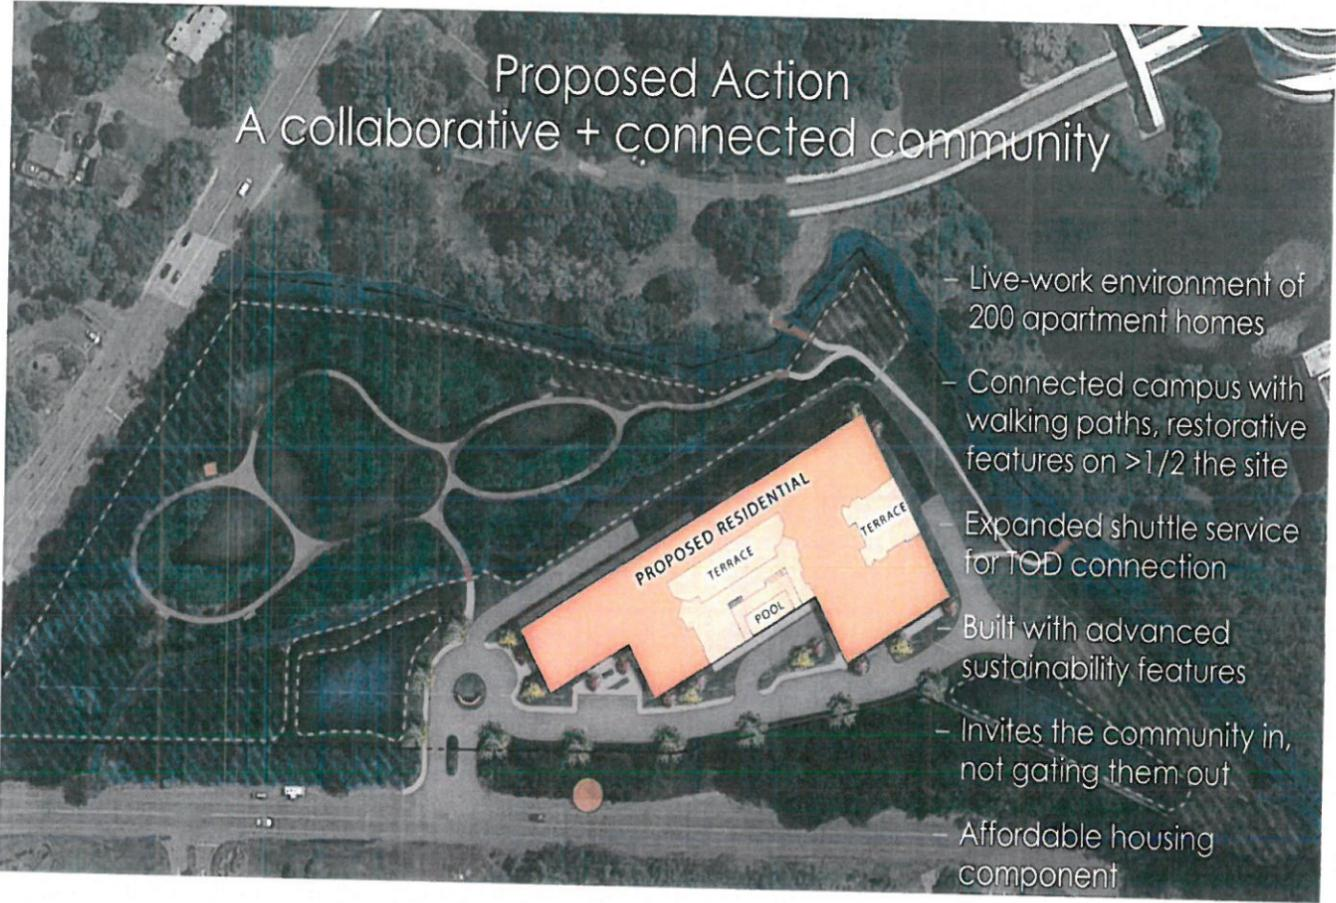 Proposed Action
A collaborative + connected community
- Live-work environment of
200 apartment homes
- Connected campus with
walking paths, restorative
features on >1/2 the site
- Expanded shuttle service
for TOD connection
- Built with advanced
sustainability features
- Invites the community in,
not gating them out
- Affordable housing
component
PROPOSED RESIDENTIAL
TERRACE
TERRACE
POOL